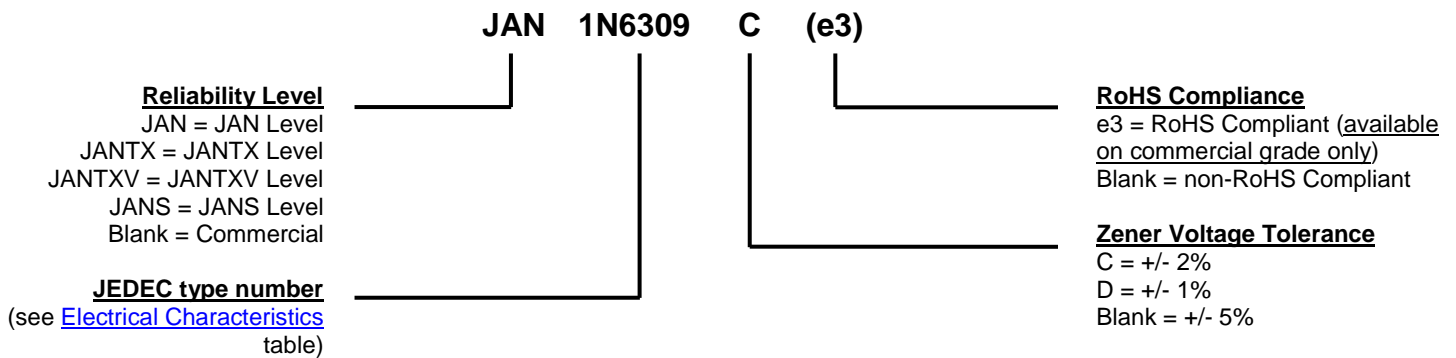 JAN 1N6309 C (e3)
Reliability Level
JAN = JAN Level
JANTX = JANTX Level
JANTXV = JANTXV Level
JANS = JANS Level
Blank = Commercial
JEDEC type number
(see Electrical Characteristics
table)
RoHS Compliance
e3 = RoHS Compliant (available
on commercial grade only)
Blank = non-RoHS Compliant
Zener Voltage Tolerance
C = +/- 2%
D = +/- 1%
Blank = +/- 5%